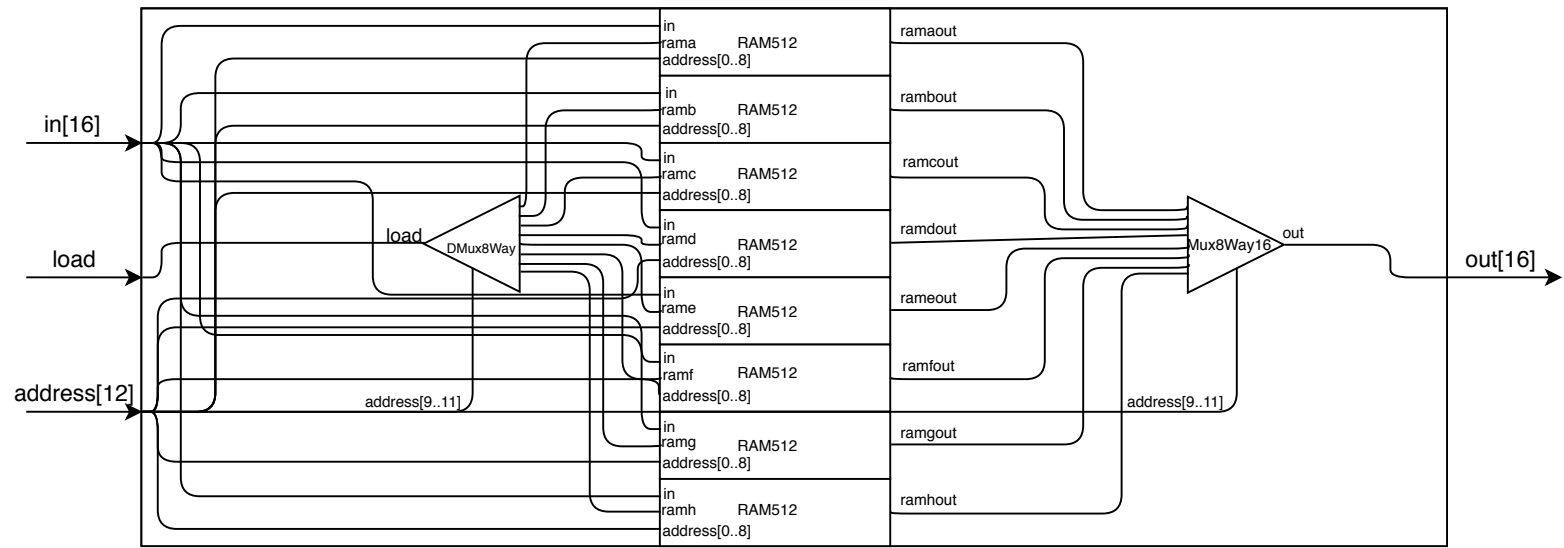 in[16]
load
address[12]
load
DMux8Way
address[9..11]
in
rama RAM512
address[0..8]
in
ramb RAM512
address[0..8]
in
ramc RAM512
address[0..8]
in
ramd RAM512
address[0..8]
in
rame RAM512
address[0..8]
in
ramf RAM512
address[0..8]
in
ramg RAM512
address[0..8]
in
ramh RAM512
address[0..8]
ramaout
rambout
ramcout
ramdout
rameout
ramfout
ramgout
ramhout
Mux8Way16
address[9..11]
out
out[16]